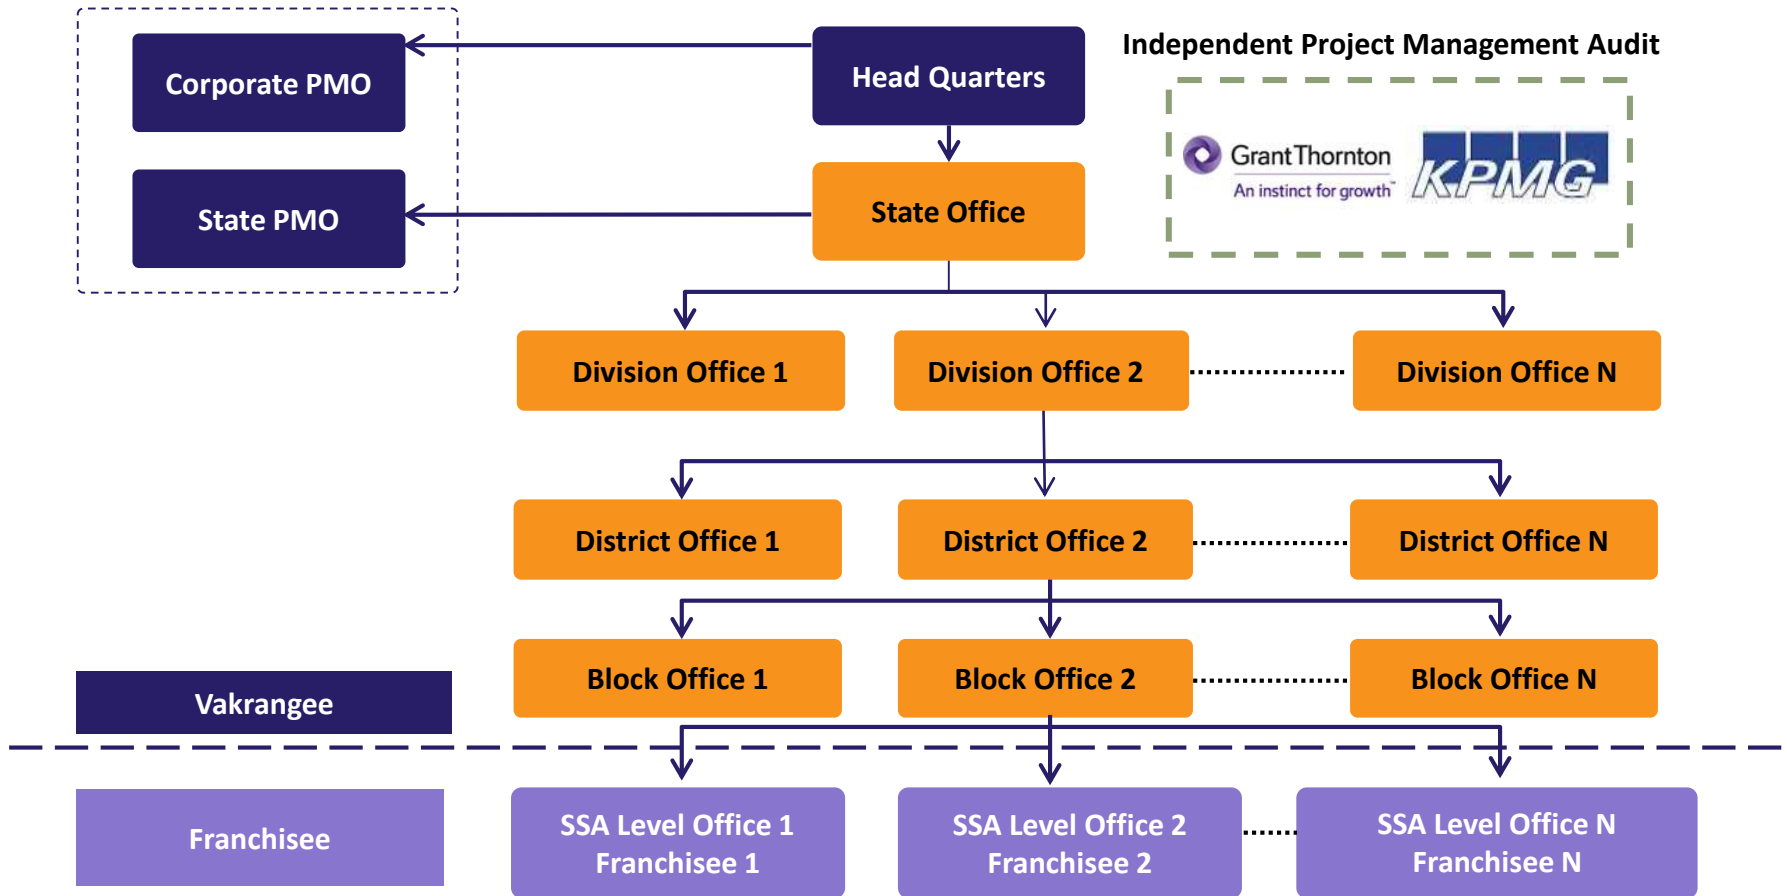 Corporate PMO
Head Quarters
Independent Project Management Audit
Grant Thornton
An instinct for growth™
KPMG
State PMO
State Office
Division Office 1
Division Office 2
Division Office N
District Office 1
District Office 2
District Office N
Block Office 1
Block Office 2
Block Office N
Vakrangee
Franchisee
SSA Level Office 1
Franchisee 1
SSA Level Office 2
Franchisee 2
SSA Level Office N
Franchisee N